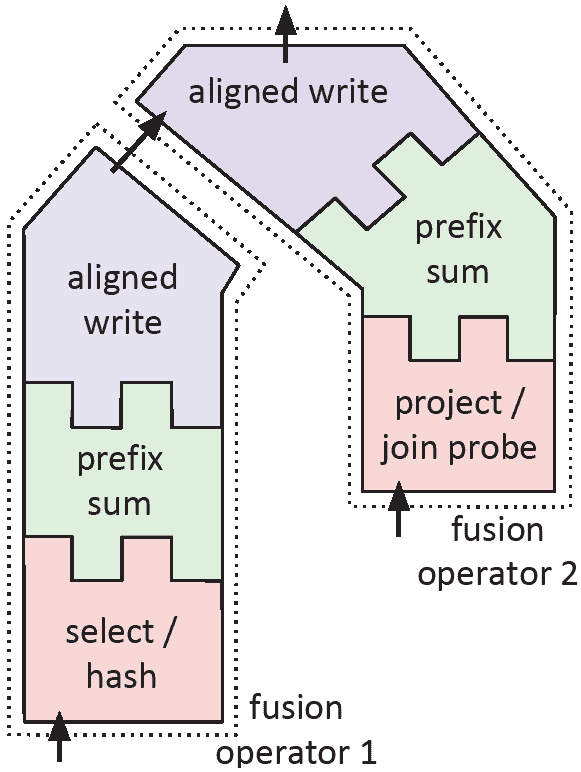 aligned write
prefix
sum
project /
join probe
fusion
operator 2
aligned
write
prefix
sum
select /
hash
fusion
operator 1